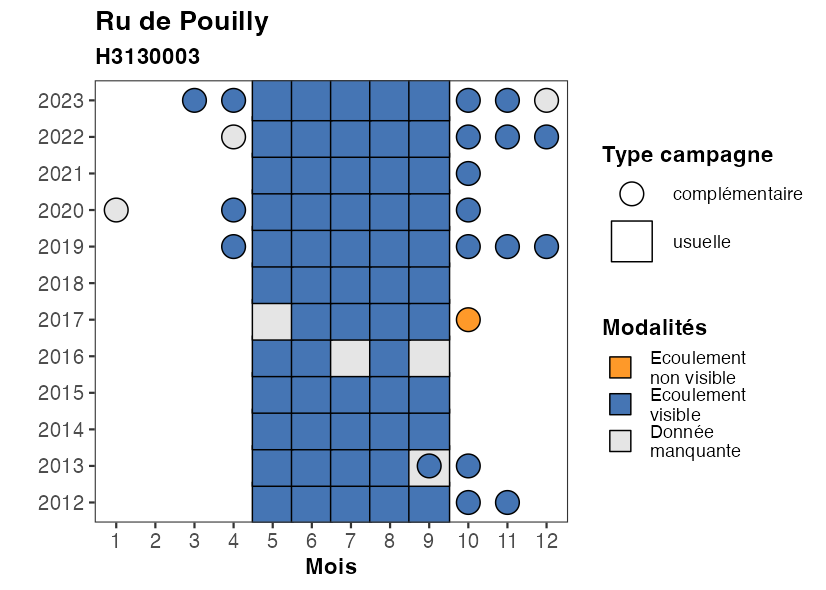 Ru de Pouilly
H3130003
2023
2022
2021
2020
2019
2018
2017
2016
2015
2014
2013
2012
1 2 3 4 5 6 7 8 9 10 11 12
Mois
Type campagne
complémentaire
usuelle
Modalités
Ecoulement
non visible
Ecoulement
visible
Donnée
manquante